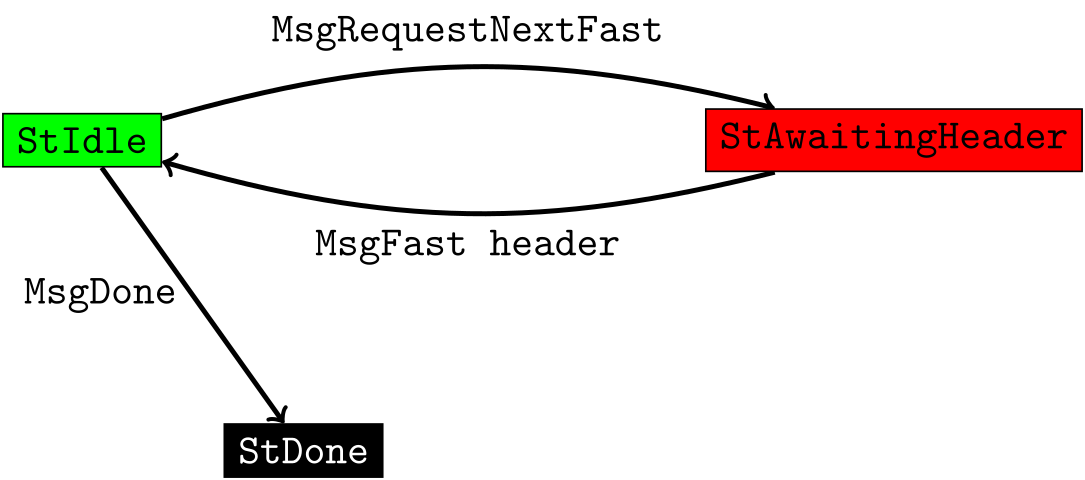 MsgRequestNextFast
StIdle
StAwaitingHeader
MsgFast header
MsgDone
StDone